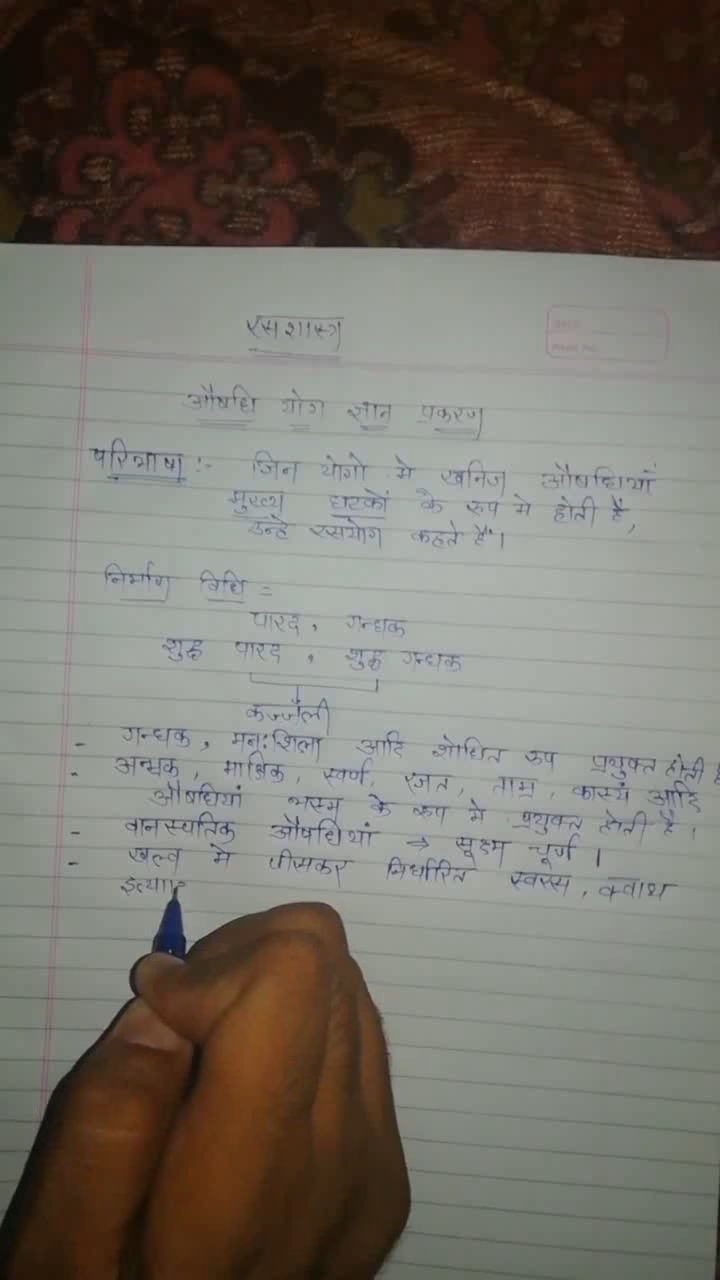 रसशास्त्र
औषधि योग ज्ञान प्रकरण
परिभाषा :- जिन योगो मे खनिज औषधियाँ
मुख्य घटकों के रुप मे होती है,
उन्हे रसयोग कहते हैं।
निर्माण विधि =
पारद , गन्धक
शुद्ध पारद , शुद्ध गन्धक
कज्जैली
- गन्धक , मनःशिला आदि शोधित रुप प्रयुक्त होती है
- अभ्रक , माक्षिक , स्वर्ण , रजत , ताम्र , कास्यं आदि
औषधियां भस्म के रुप मे प्रयुक्त होती है ।
- वानस्पतिक औषधियां → सूक्ष्म चूर्ण ।
- खल्व मे पीसकर निर्धारित स्वरस , क्वाथ
इत्या